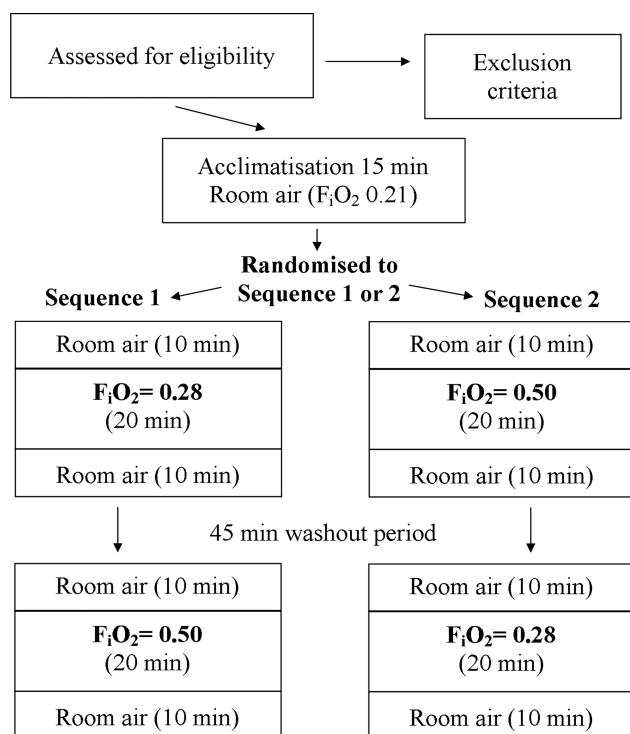 Assessed for eligibility
Exclusion
criteria
Acclimatisation 15 min
Room air (FᵢO₂ 0.21)
Randomised to
Sequence 1 or 2
Sequence 1
Room air (10 min)
FᵢO₂= 0.28
(20 min)
Room air (10 min)
Sequence 2
Room air (10 min)
FᵢO₂= 0.50
(20 min)
Room air (10 min)
45 min washout period
Room air (10 min)
FᵢO₂= 0.50
(20 min)
Room air (10 min)
Room air (10 min)
FᵢO₂= 0.28
(20 min)
Room air (10 min)